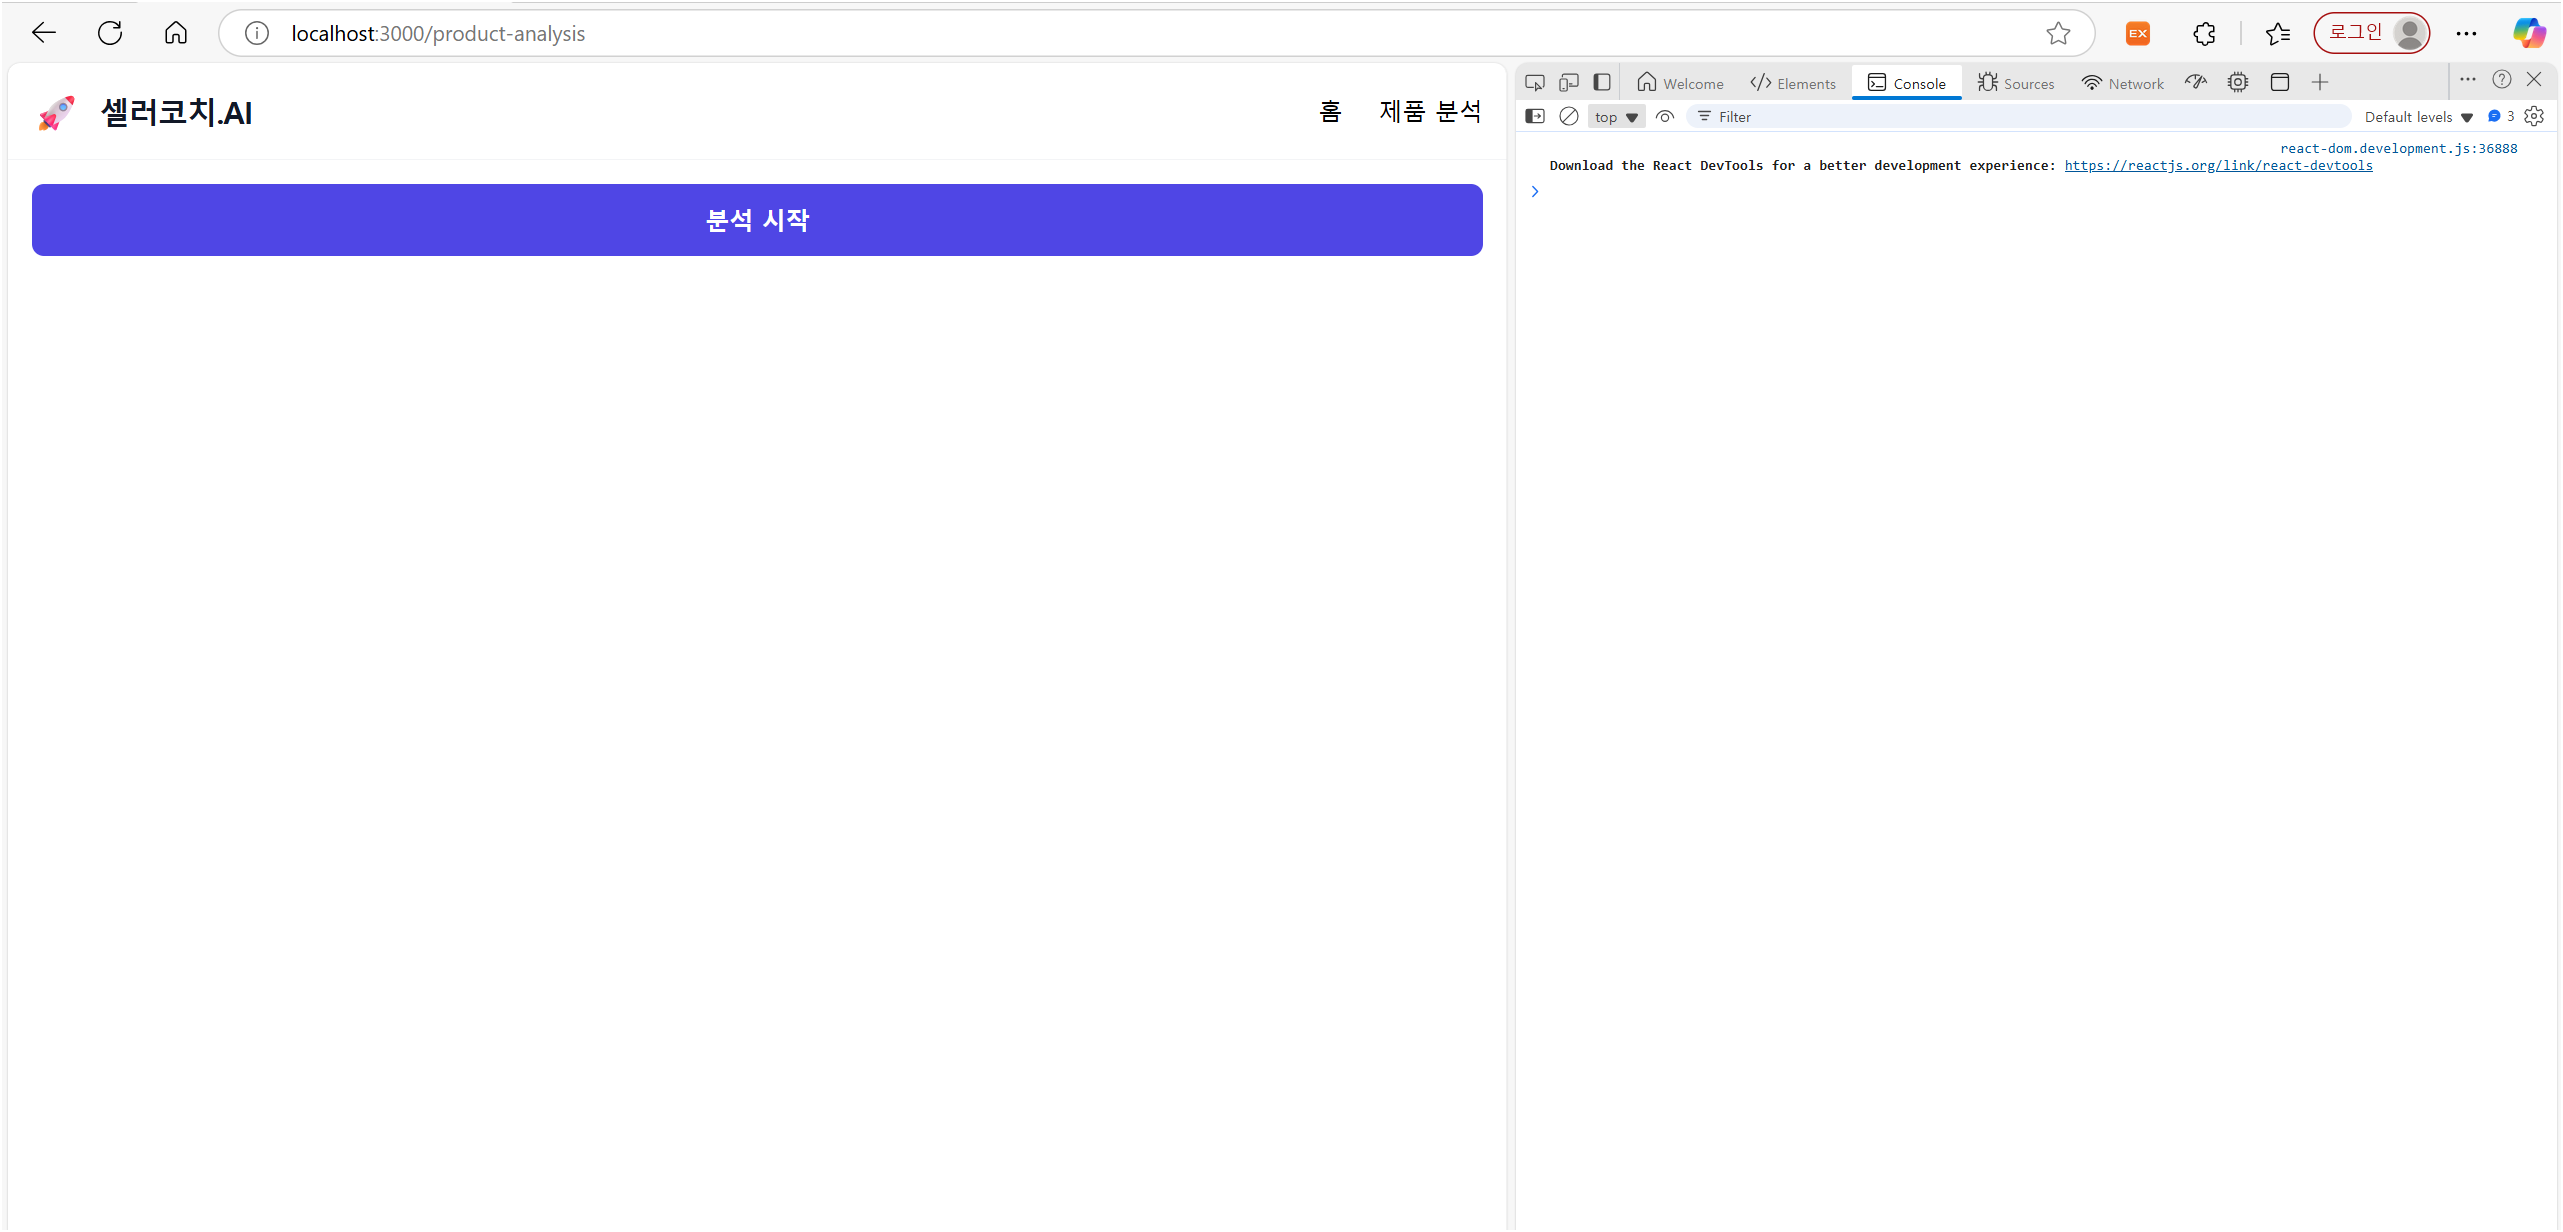 localhost:3000/product-analysis
EX
로그인
셀러코치.AI
홈
제품 분석
분석 시작
Welcome
Elements
Console
Sources
Network
top
Filter
Default levels
3
react-dom.development.js:36888
Download the React DevTools for a better development experience: https://reactjs.org/link/react-devtools